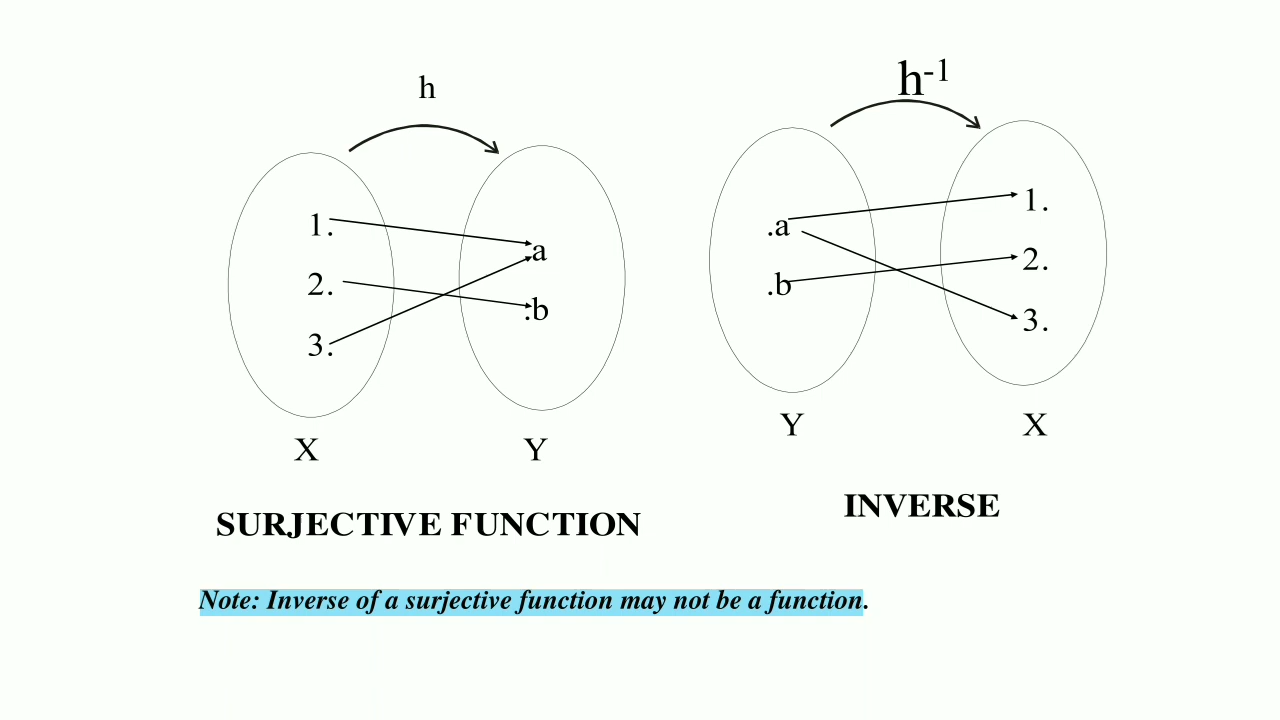 h
1.
2.
3.
a
.b
X
Y
SURJECTIVE FUNCTION
h-1
.a
.b
1.
2.
3.
Y
X
INVERSE
Note: Inverse of a surjective function may not be a function.